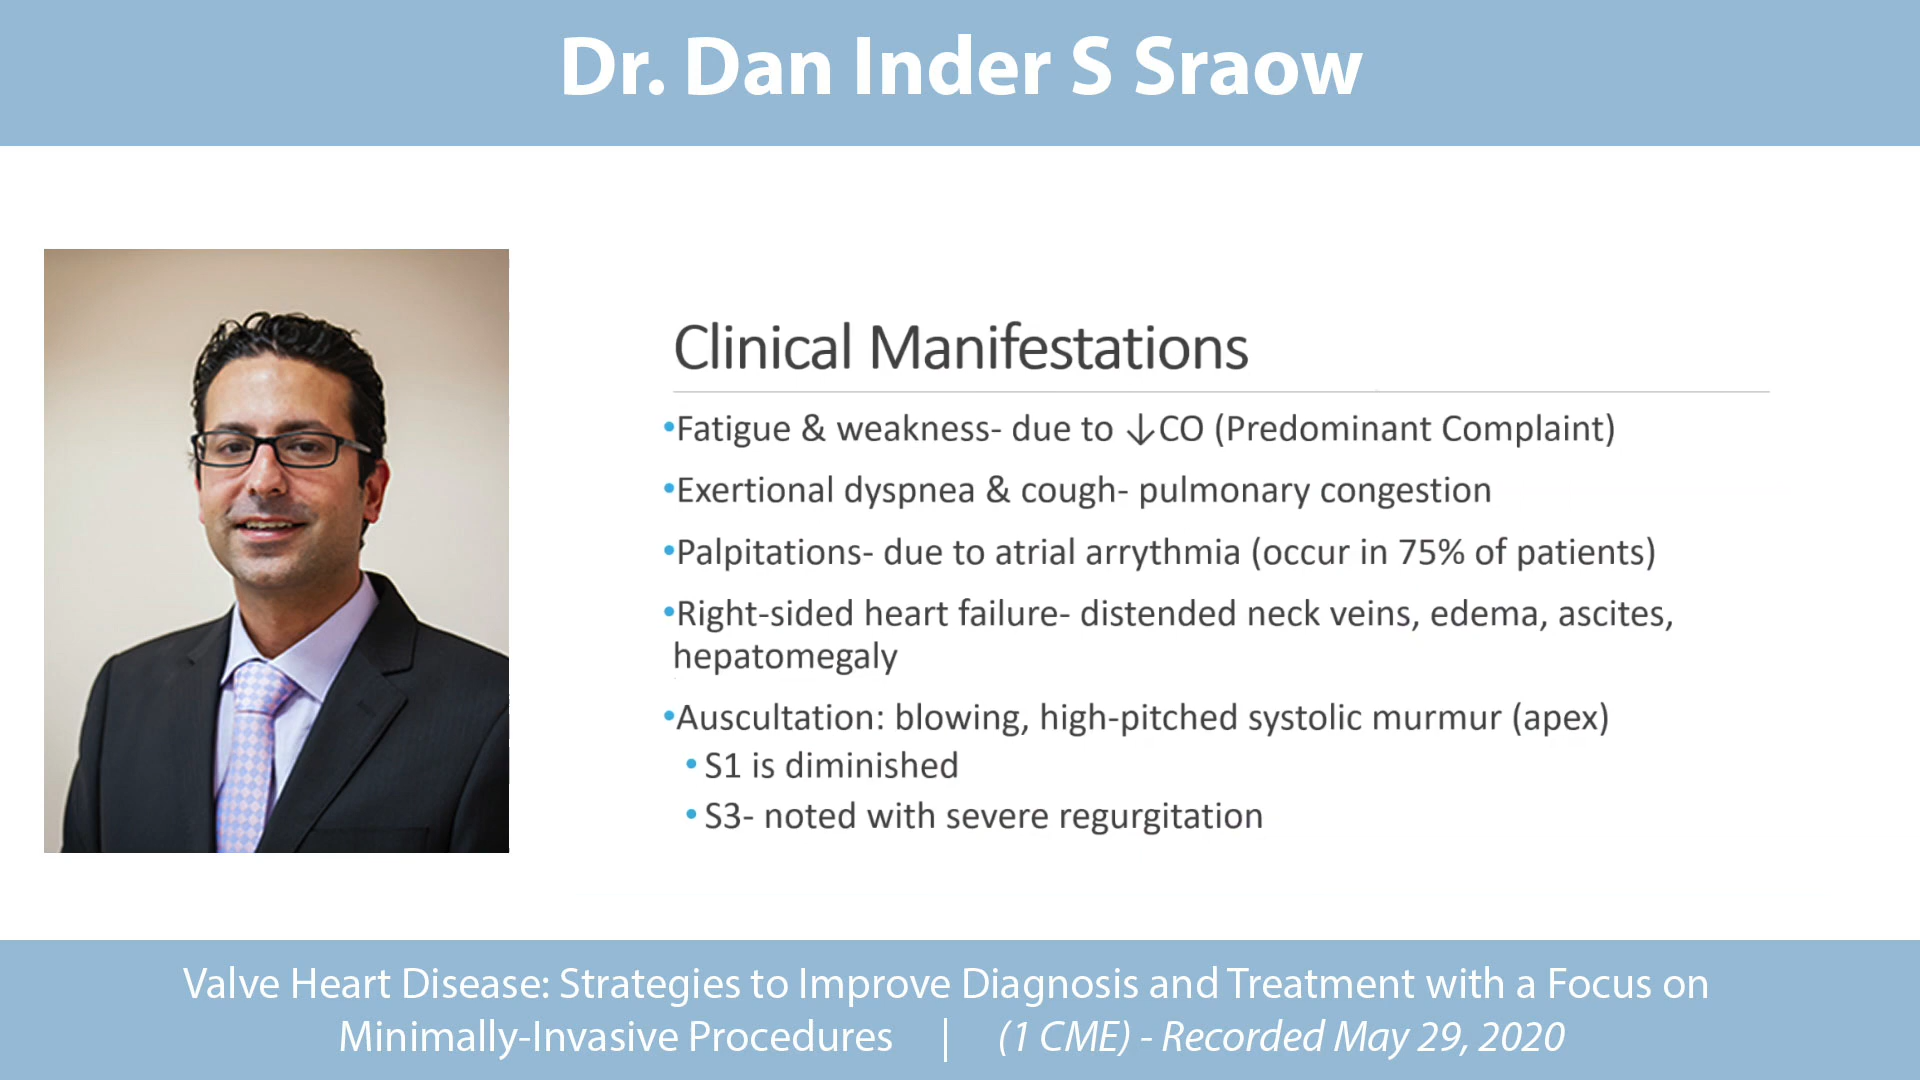 Dr. Dan Inder S Sraow
Clinical Manifestations
•Fatigue & weakness- due to ↓CO (Predominant Complaint)
•Exertional dyspnea & cough- pulmonary congestion
•Palpitations- due to atrial arrythmia (occur in 75% of patients)
•Right-sided heart failure- distended neck veins, edema, ascites,
hepatomegaly
•Auscultation: blowing, high-pitched systolic murmur (apex)
• S1 is diminished
• S3- noted with severe regurgitation
Valve Heart Disease: Strategies to Improve Diagnosis and Treatment with a Focus on
Minimally-Invasive Procedures | (1 CME) - Recorded May 29, 2020